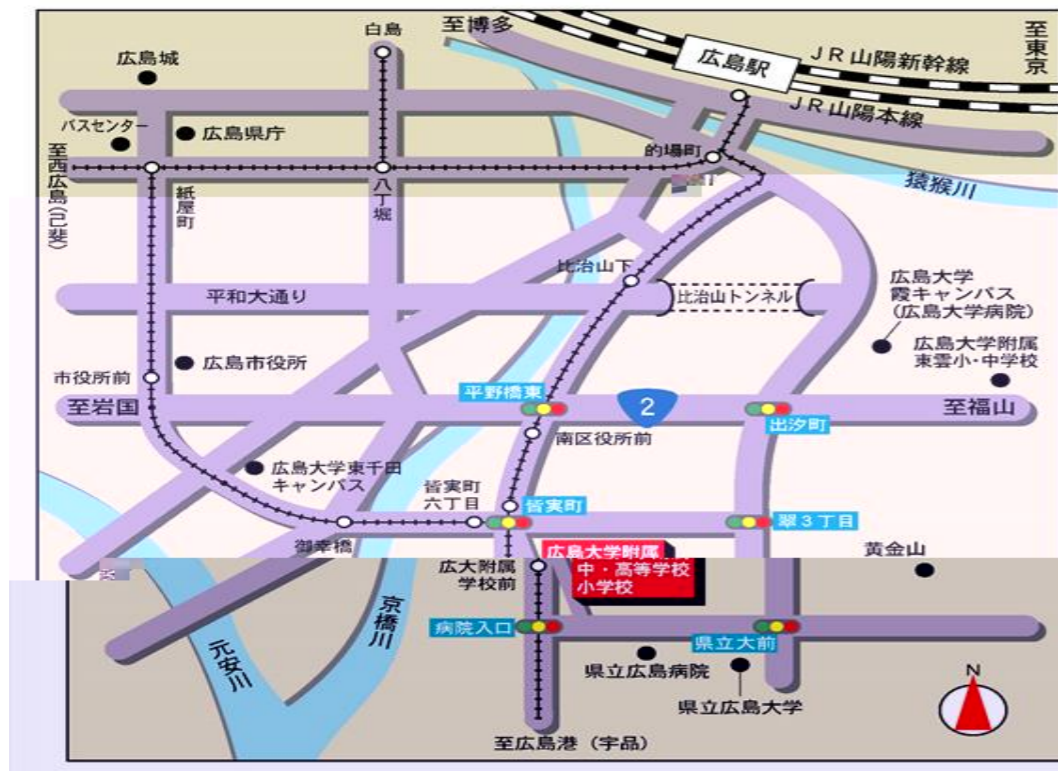 白島
至博多
広島駅
JR山陽新幹線
至東京
広島城
JR山陽本線
バスセンター
広島県庁
的場町
至西広島(己斐)
紙屋町
八丁堀
猿猴川
比治山下
平和大通り
比治山トンネル
広島大学
霞キャンパス
(広島大学病院)
広島市役所
広島大学附属
東雲小・中学校
市役所前
平野橋東
至岩国
2
至福山
出汐町
南区役所前
広島大学東千田
キャンパス
皆実町
六丁目
皆実町
翠3丁目
御幸橋
黄金山
広大附属
学校前
広島大学附属
中・高等学校
小学校
京橋川
病院入口
県立大前
元安川
県立広島病院
県立広島大学
N
至広島港(宇品)